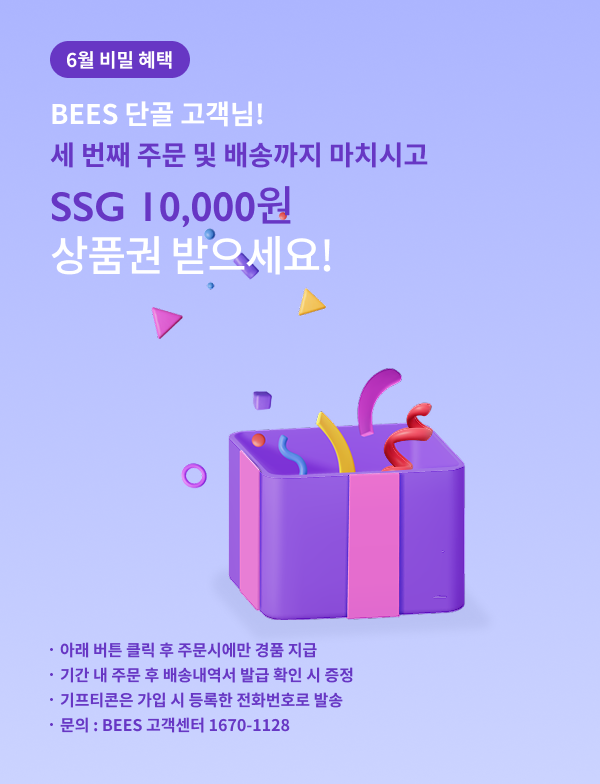 6월 비밀 혜택
BEES 단골 고객님!
세 번째 주문 및 배송까지 마치시고
SSG 10,000원
상품권 받으세요!
· 아래 버튼 클릭 후 주문시에만 경품 지급
· 기간 내 주문 후 배송내역서 발급 확인 시 증정
· 기프티콘은 가입 시 등록한 전화번호로 발송
· 문의 : BEES 고객센터 1670-1128